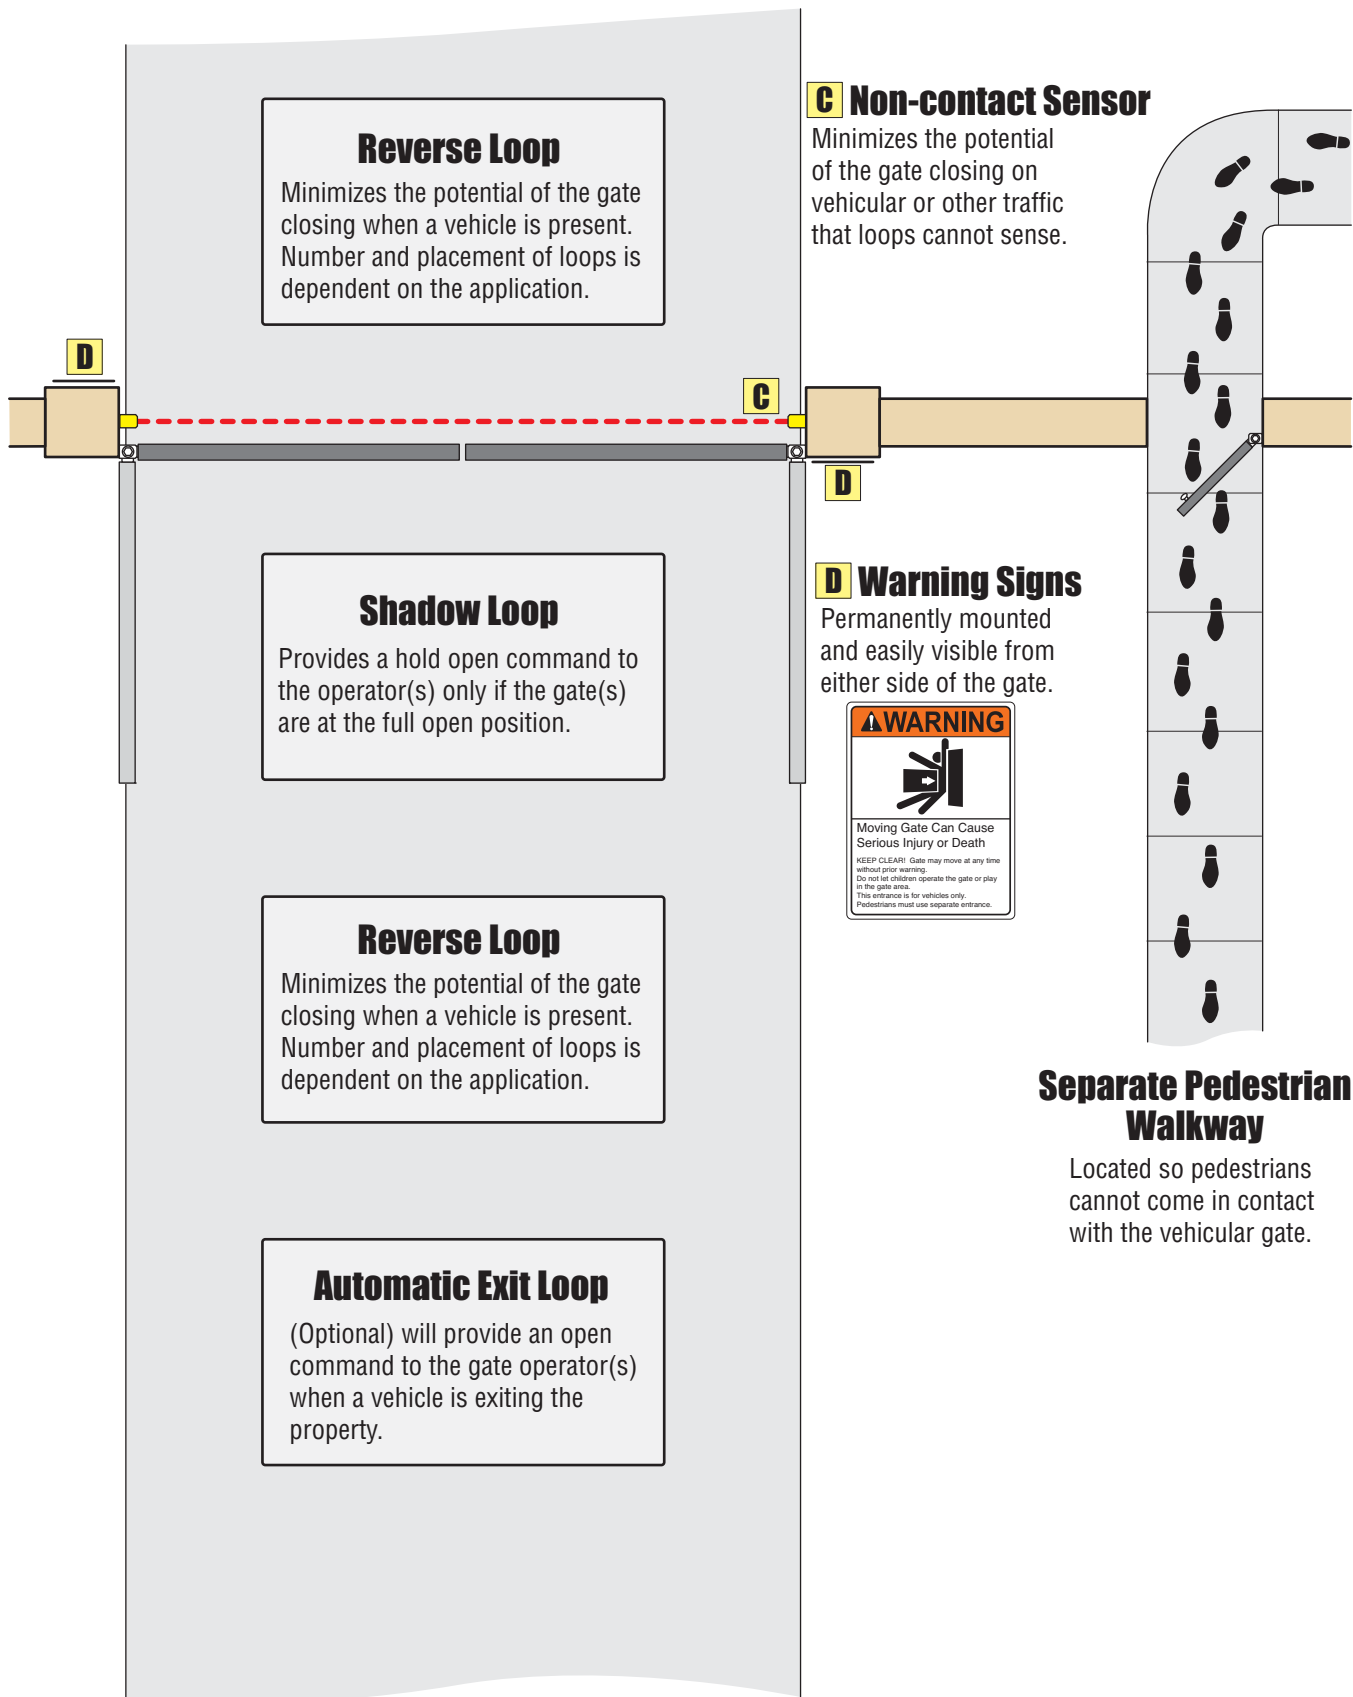 Reverse Loop
Minimizes the potential of the gate
closing when a vehicle is present.
Number and placement of loops is
dependent on the application.
C Non-contact Sensor
Minimizes the potential
of the gate closing on
vehicular or other traffic
that loops cannot sense.
D
C
D
Shadow Loop
Provides a hold open command to
the operator(s) only if the gate(s)
are at the full open position.
D Warning Signs
Permanently mounted
and easily visible from
either side of the gate.
WARNING
Moving Gate Can Cause
Serious Injury or Death
KEEP CLEAR! Gate may move at any time
without prior warning.
Do not let children operate the gate or play
in the gate area.
This entrance is for vehicles only.
Pedestrians must use separate entrance.
Reverse Loop
Minimizes the potential of the gate
closing when a vehicle is present.
Number and placement of loops is
dependent on the application.
Separate Pedestrian
Walkway
Located so pedestrians
cannot come in contact
with the vehicular gate.
Automatic Exit Loop
(Optional) will provide an open
command to the gate operator(s)
when a vehicle is exiting the
property.